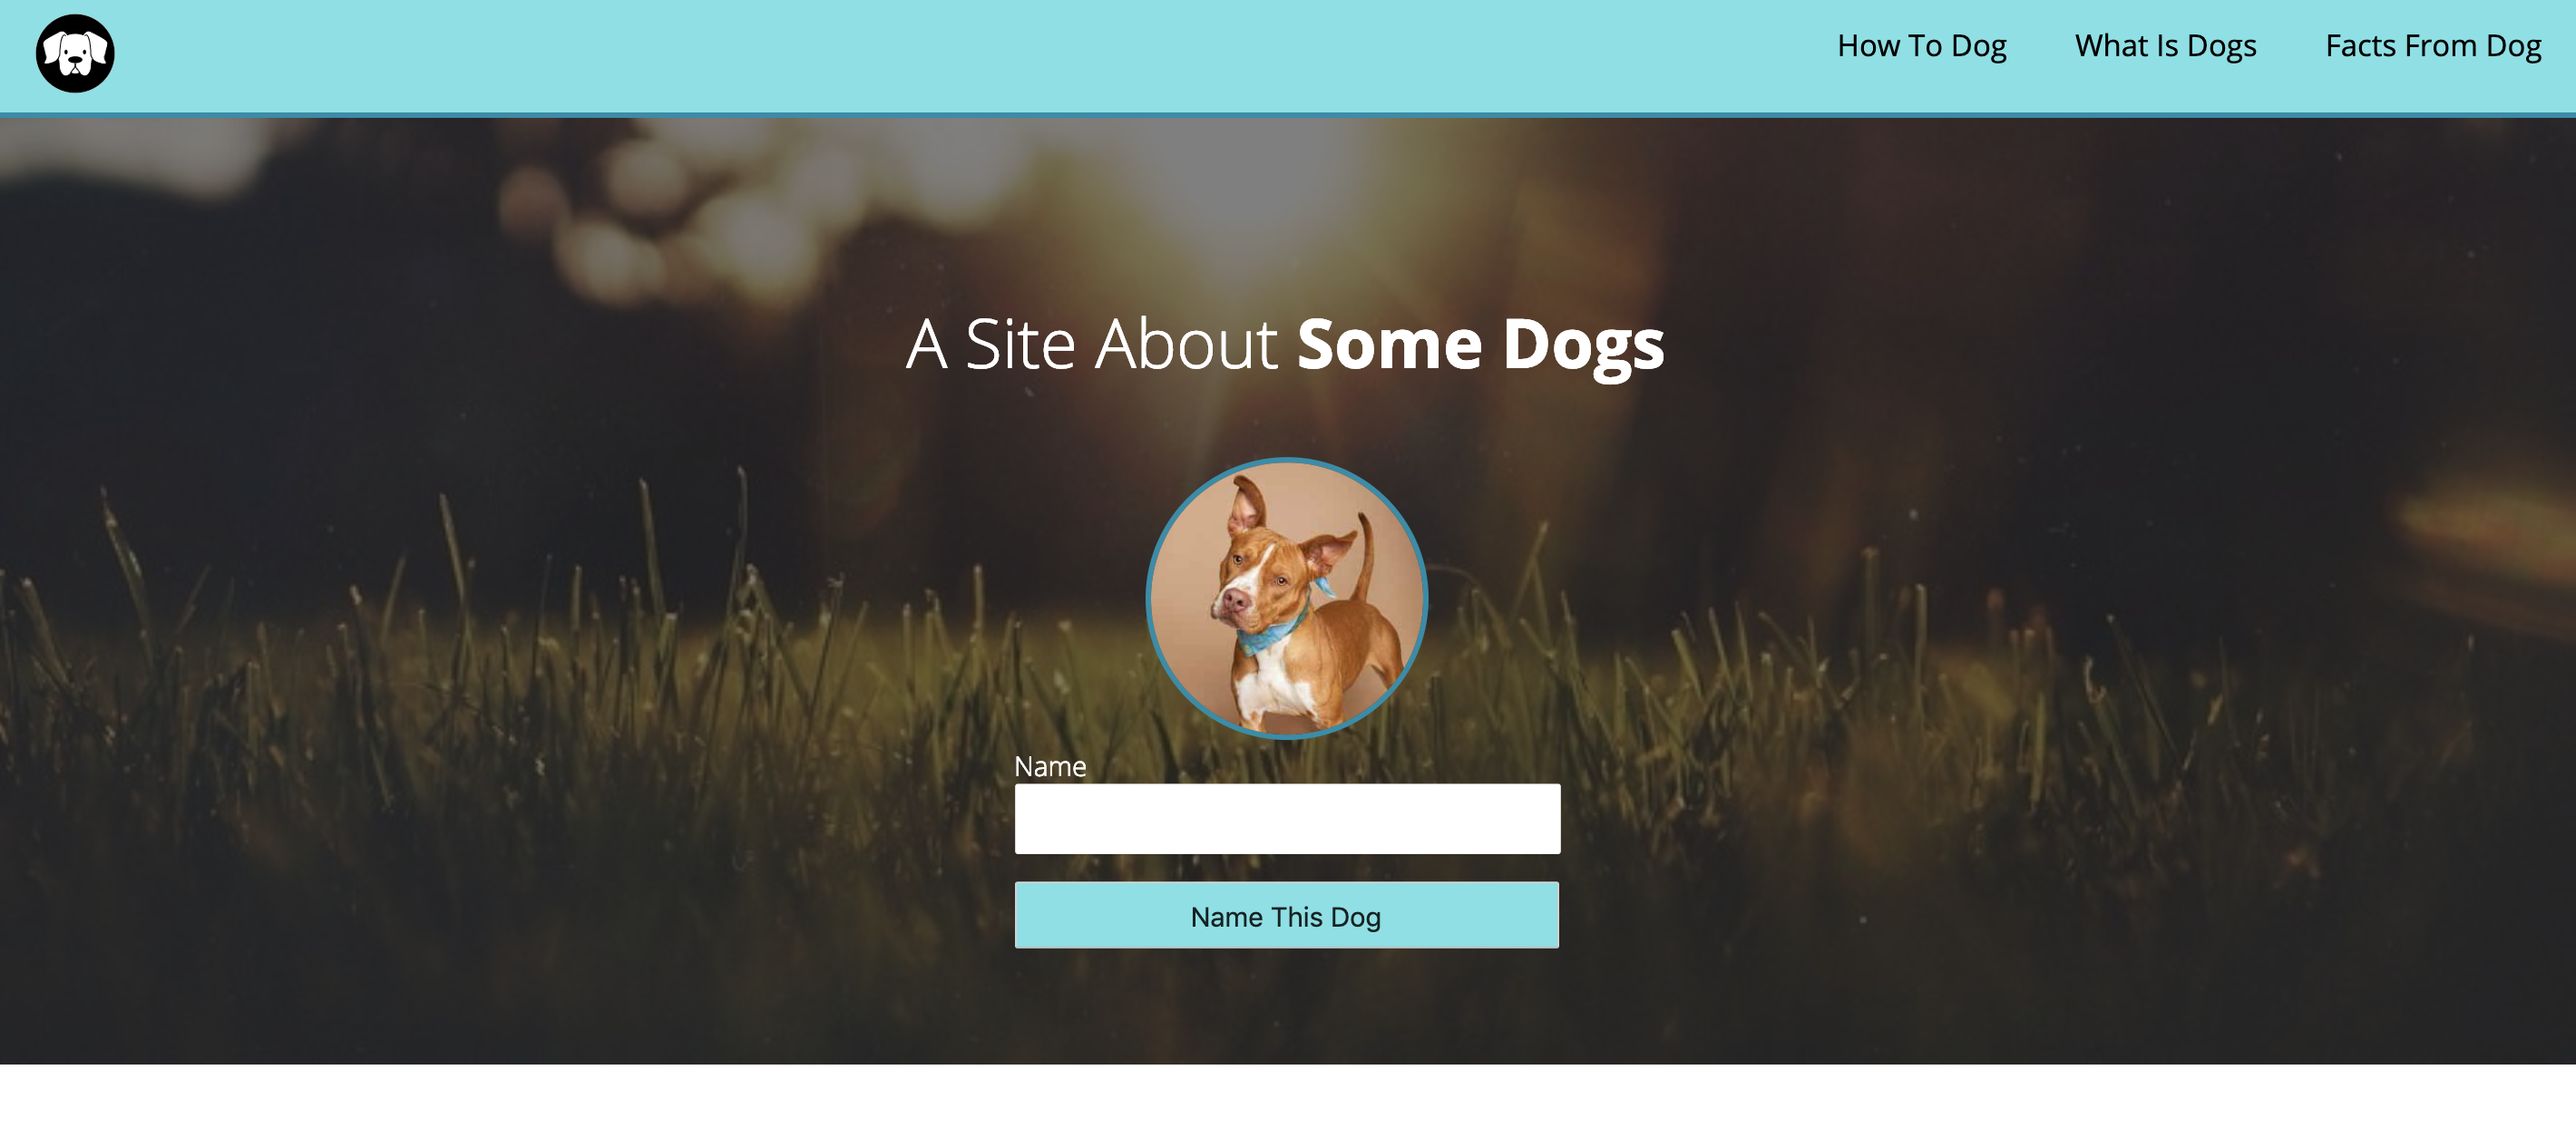 How To Dog
What Is Dogs
Facts From Dog
A Site About Some Dogs
Name
Name This Dog